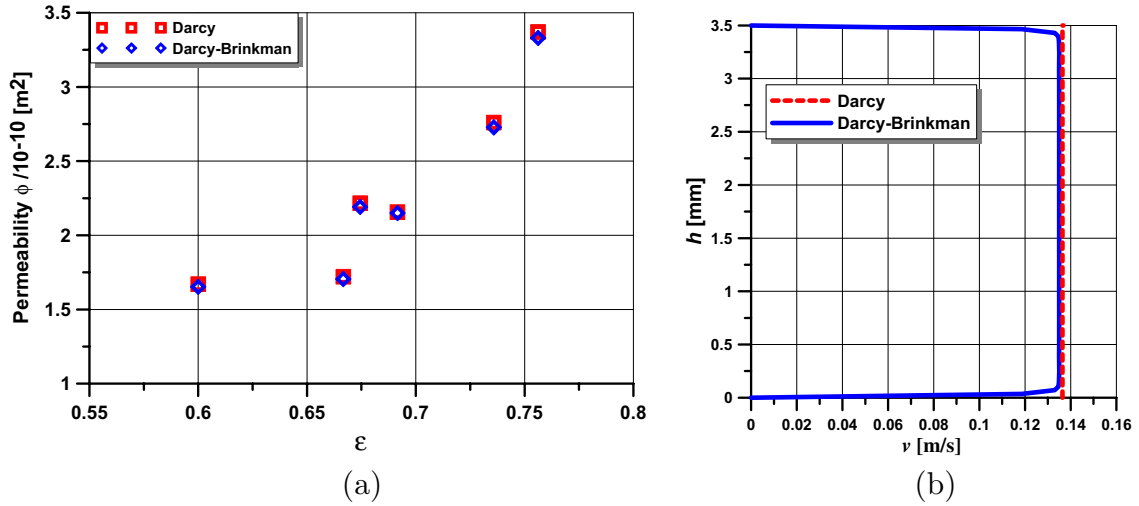 Darcy
Darcy-Brinkman
Permeability ϕ /10-10 [m2]
3.5
3
2.5
2
1.5
1
0.55
0.6
0.65
0.7
0.75
0.8
ε
(a)
Darcy
Darcy-Brinkman
h [mm]
3.5
3
3.5
2
1.5
1
0.5
0
0
0.02
0.04
0.06
0.08
0.1
0.12
0.14
0.16
v [m/s]
(b)